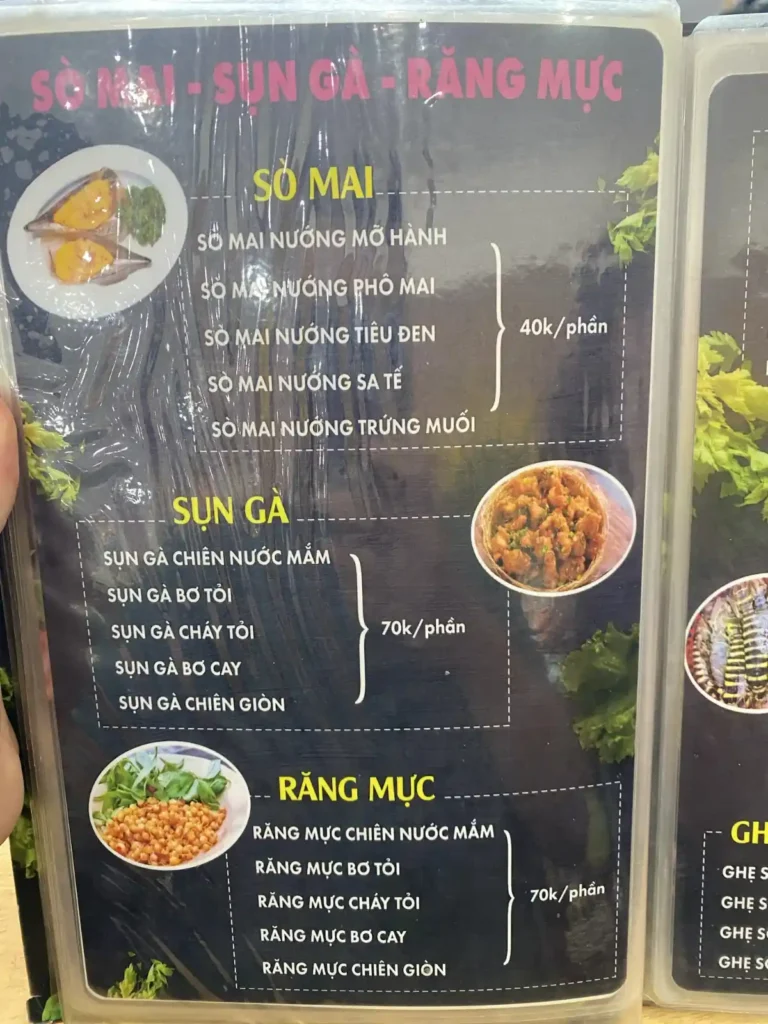 SÒ MAI - SỤN GÀ - RĂNG MỰC
SÒ MAI
SÒ MAI NƯỚNG MỠ HÀNH
SÒ MAI NƯỚNG PHÔ MAI
SÒ MAI NƯỚNG TIÊU ĐEN
SÒ MAI NƯỚNG SA TẾ
SÒ MAI NƯỚNG TRỨNG MUỐI
40k/phần
SỤN GÀ
SỤN GÀ CHIÊN NƯỚC MẮM
SỤN GÀ BƠ TỎI
SỤN GÀ CHÁY TỎI
SỤN GÀ BƠ CAY
SỤN GÀ CHIÊN GIÒN
70k/phần
RĂNG MỰC
RĂNG MỰC CHIÊN NƯỚC MẮM
RĂNG MỰC BƠ TỎI
RĂNG MỰC CHÁY TỎI
RĂNG MỰC BƠ CAY
RĂNG MỰC CHIÊN GIÒN
70k/phần
GHẸ
GHẸ
GHẸ
GHẸ